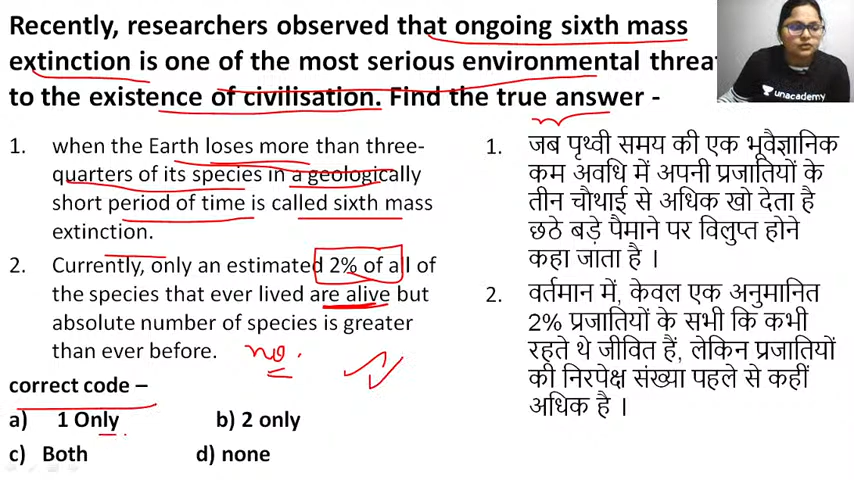 Recently, researchers observed that ongoing sixth mass
extinction is one of the most serious environmental threat
to the existence of civilisation. Find the true answer -
unacademy
1. when the Earth loses more than three-
quarters of its species in a geologically
short period of time is called sixth mass
extinction.
2. Currently, only an estimated 2% of all of
the species that ever lived are alive but
absolute number of species is greater
than ever before.
no.
correct code –
a) 1 Only b) 2 only
c) Both d) none
1. जब पृथ्वी समय की एक भूवैज्ञानिक
कम अवधि में अपनी प्रजातियों के
तीन चौथाई से अधिक खो देता है
छठे बड़े पैमाने पर विलुप्त होने
कहा जाता है ।
2. वर्तमान में, केवल एक अनुमानित
2% प्रजातियों के सभी कि कभी
रहते थे जीवित हैं, लेकिन प्रजातियों
की निरपेक्ष संख्या पहले से कहीं
अधिक है ।